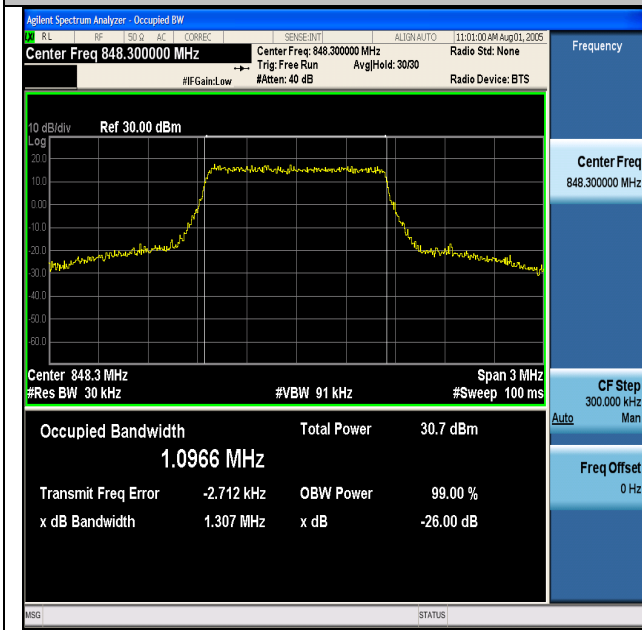 Agilent Spectrum Analyzer - Occupied BW
RL RF 50 Ω AC CORREC SENSE:INT ALIGN AUTO 11:01:00 AM Aug 01, 2005
Center Freq 848.300000 MHz
Center Freq: 848.300000 MHz
Radio Std: None
Trig: Free Run Avg|Hold: 30/30
#IFGain:Low
#Atten: 40 dB
Radio Device: BTS
Frequency
10 dB/div Ref 30.00 dBm
Log
20.0
10.0
0.00
-10.0
-20.0
-30.0
-40.0
-50.0
-60.0
Center 848.3 MHz
Span 3 MHz
#Res BW 30 kHz
#VBW 91 kHz
#Sweep 100 ms
Occupied Bandwidth
Total Power 30.7 dBm
1.0966 MHz
Transmit Freq Error -2.712 kHz
OBW Power 99.00 %
x dB Bandwidth 1.307 MHz
x dB -26.00 dB
Center Freq
848.300000 MHz
CF Step
300.000 kHz
Auto Man
Freq Offset
0 Hz
MSG
STATUS